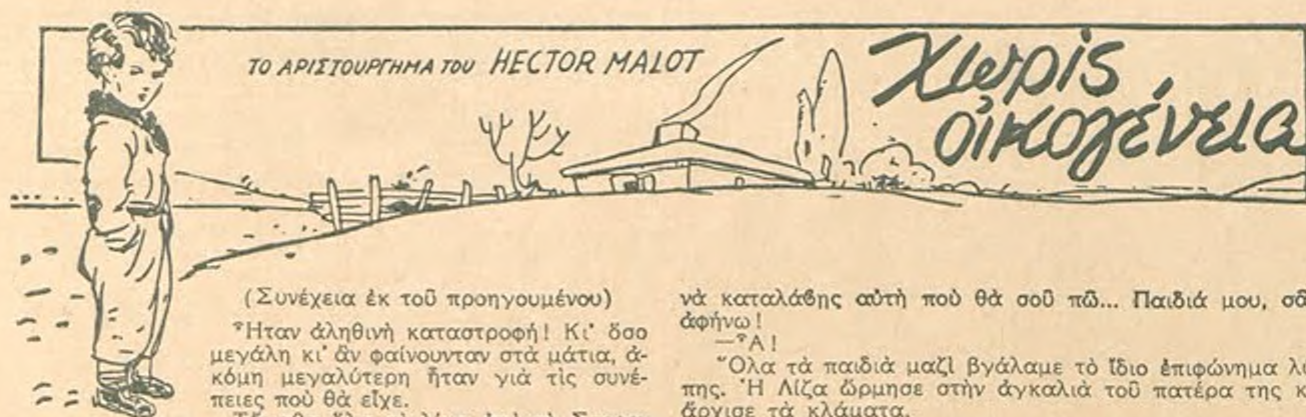 ΤΟ ΑΡΙΣΤΟΥΡΓΗΜΑ ΤΟΥ HECTOR MALOT
Χωρίς
οἰκογένεια
(Συνέχεια ἐκ τοῦ προηγουμένου)
Ἦταν ἀληθινὴ καταστροφή! Κι' ὅσο
μεγάλη κι' ἂν φαίνουνταν στὰ μάτια, ἀ-
κόμη μεγαλύτερη ἦταν γιὰ τὶς συνέ-
πειες ποὺ θὰ εἶχε.
νὰ καταλάβης αὐτὴ ποὺ θὰ σοῦ πῶ... Παιδιά μου, σᾶ
ἀφήνω!
—Ἆ!
Ὅλα τὰ παιδιὰ μαζὶ βγάλαμε τὸ ἴδιο ἐπιφώνημα λύ
πης. Ἡ Λίζα ὥρμησε στὴν ἀγκαλιὰ τοῦ πατέρα της κ
ἄρχισε τὰ κλάματα.